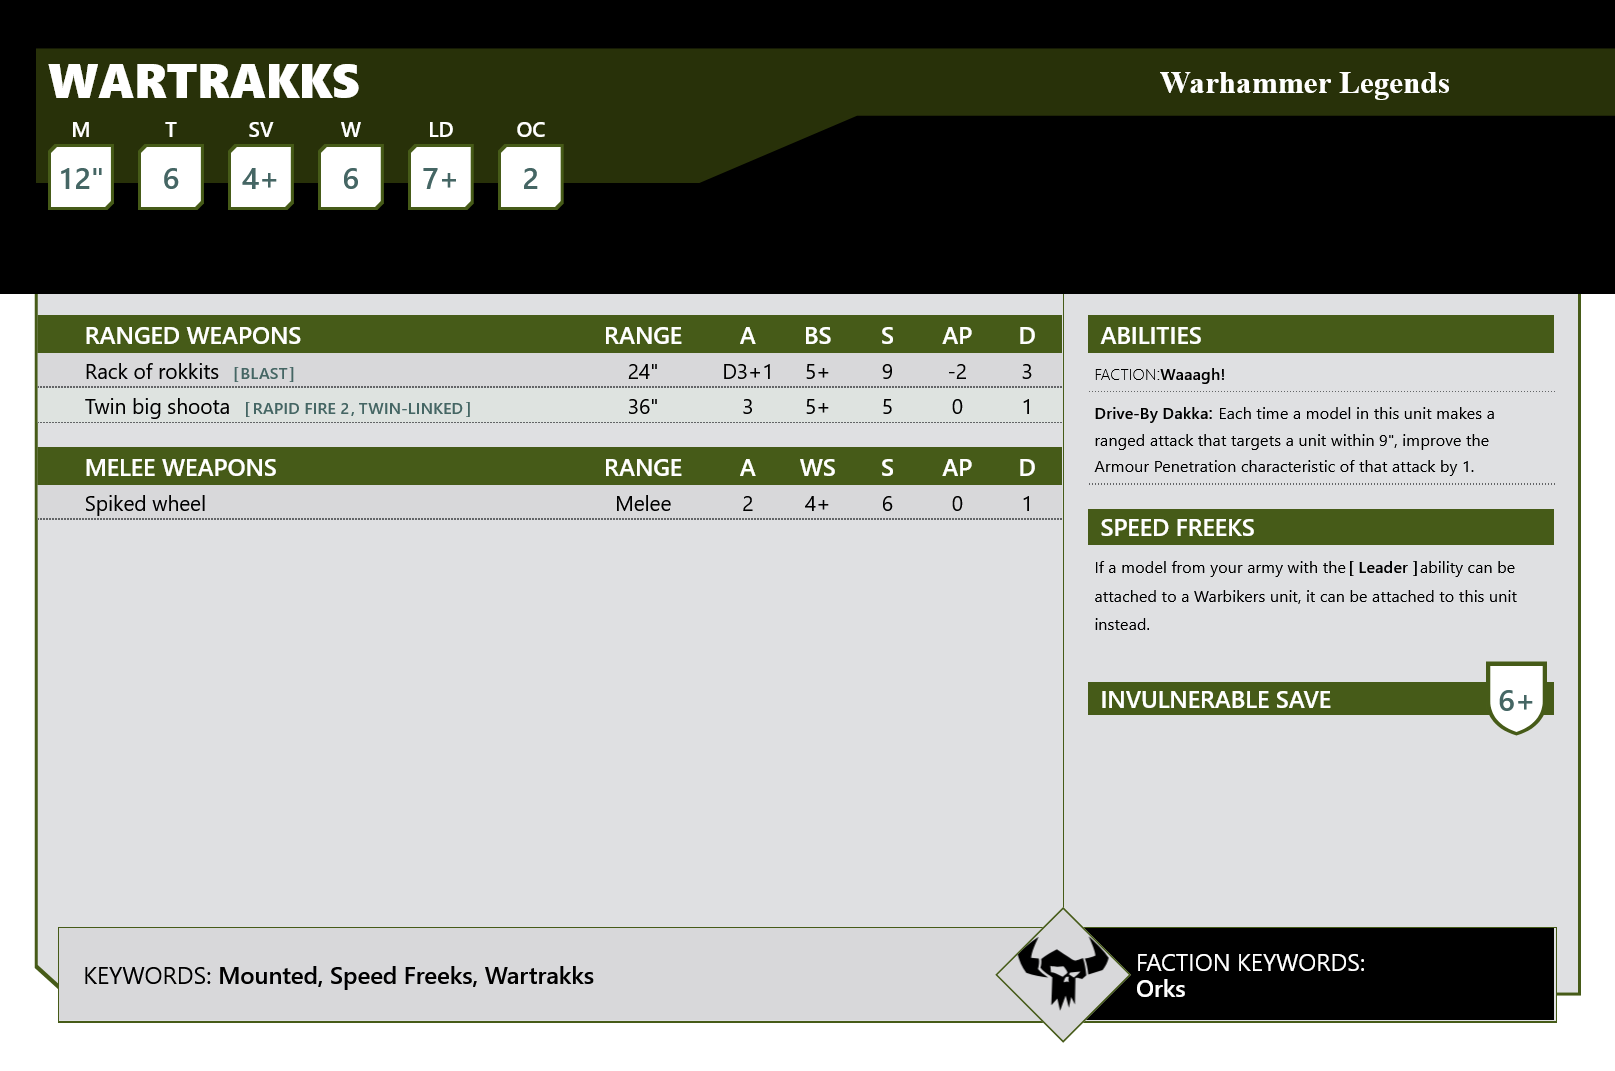 WARTRAKKS
Warhammer Legends
M T SV W LD OC
12" 6 4+ 6 7+ 2
RANGED WEAPONS RANGE A BS S AP D
Rack of rokkits [BLAST] 24" D3+1 5+ 9 -2 3
Twin big shoota [RAPID FIRE 2, TWIN-LINKED] 36" 3 5+ 5 0 1
MELEE WEAPONS RANGE A WS S AP D
Spiked wheel Melee 2 4+ 6 0 1
ABILITIES
FACTION:Waaagh!
Drive-By Dakka: Each time a model in this unit makes a
ranged attack that targets a unit within 9", improve the
Armour Penetration characteristic of that attack by 1.
SPEED FREEKS
If a model from your army with the [ Leader ] ability can be
attached to a Warbikers unit, it can be attached to this unit
instead.
INVULNERABLE SAVE 6+
KEYWORDS: Mounted, Speed Freeks, Wartrakks
FACTION KEYWORDS:
Orks